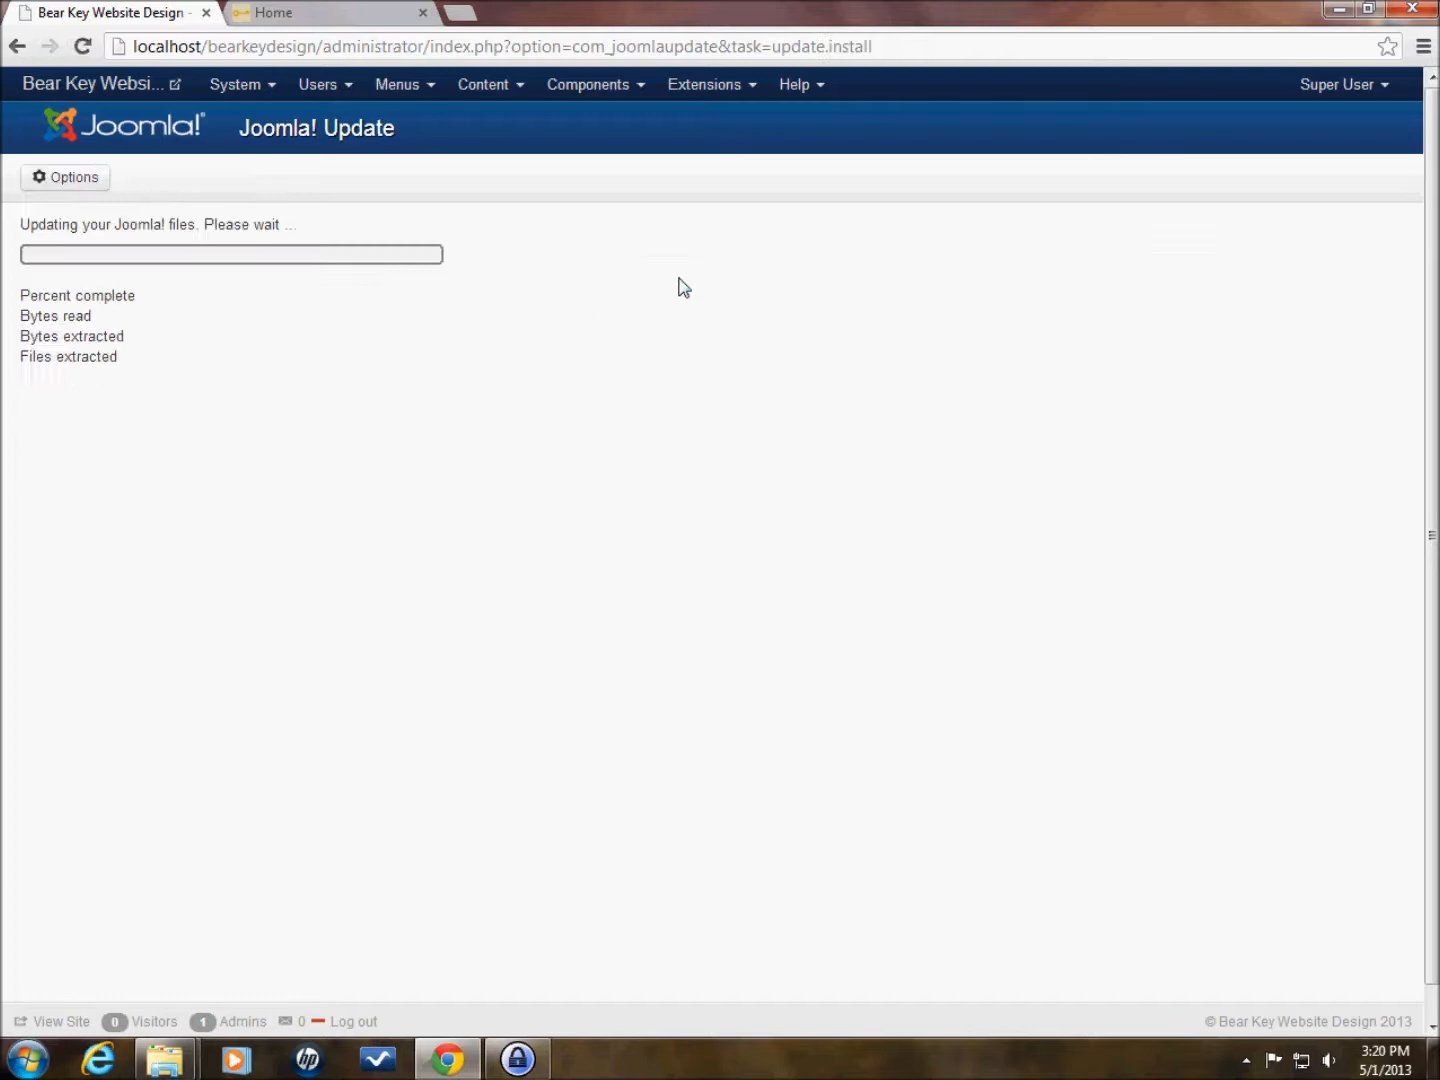 Bear Key Website Design -
Home
localhost/bearkeydesign/administrator/index.php?option=com_joomlaupdate&task=update.install
Bear Key Websi... System Users Menus Content Components Extensions Help Super User
Joomla!® Joomla! Update
Options
Updating your Joomla! files. Please wait ...
Percent complete
Bytes read
Bytes extracted
Files extracted
View Site 0 Visitors 1 Admins 0 Log out © Bear Key Website Design 2013
hp
3:20 PM
5/1/2013